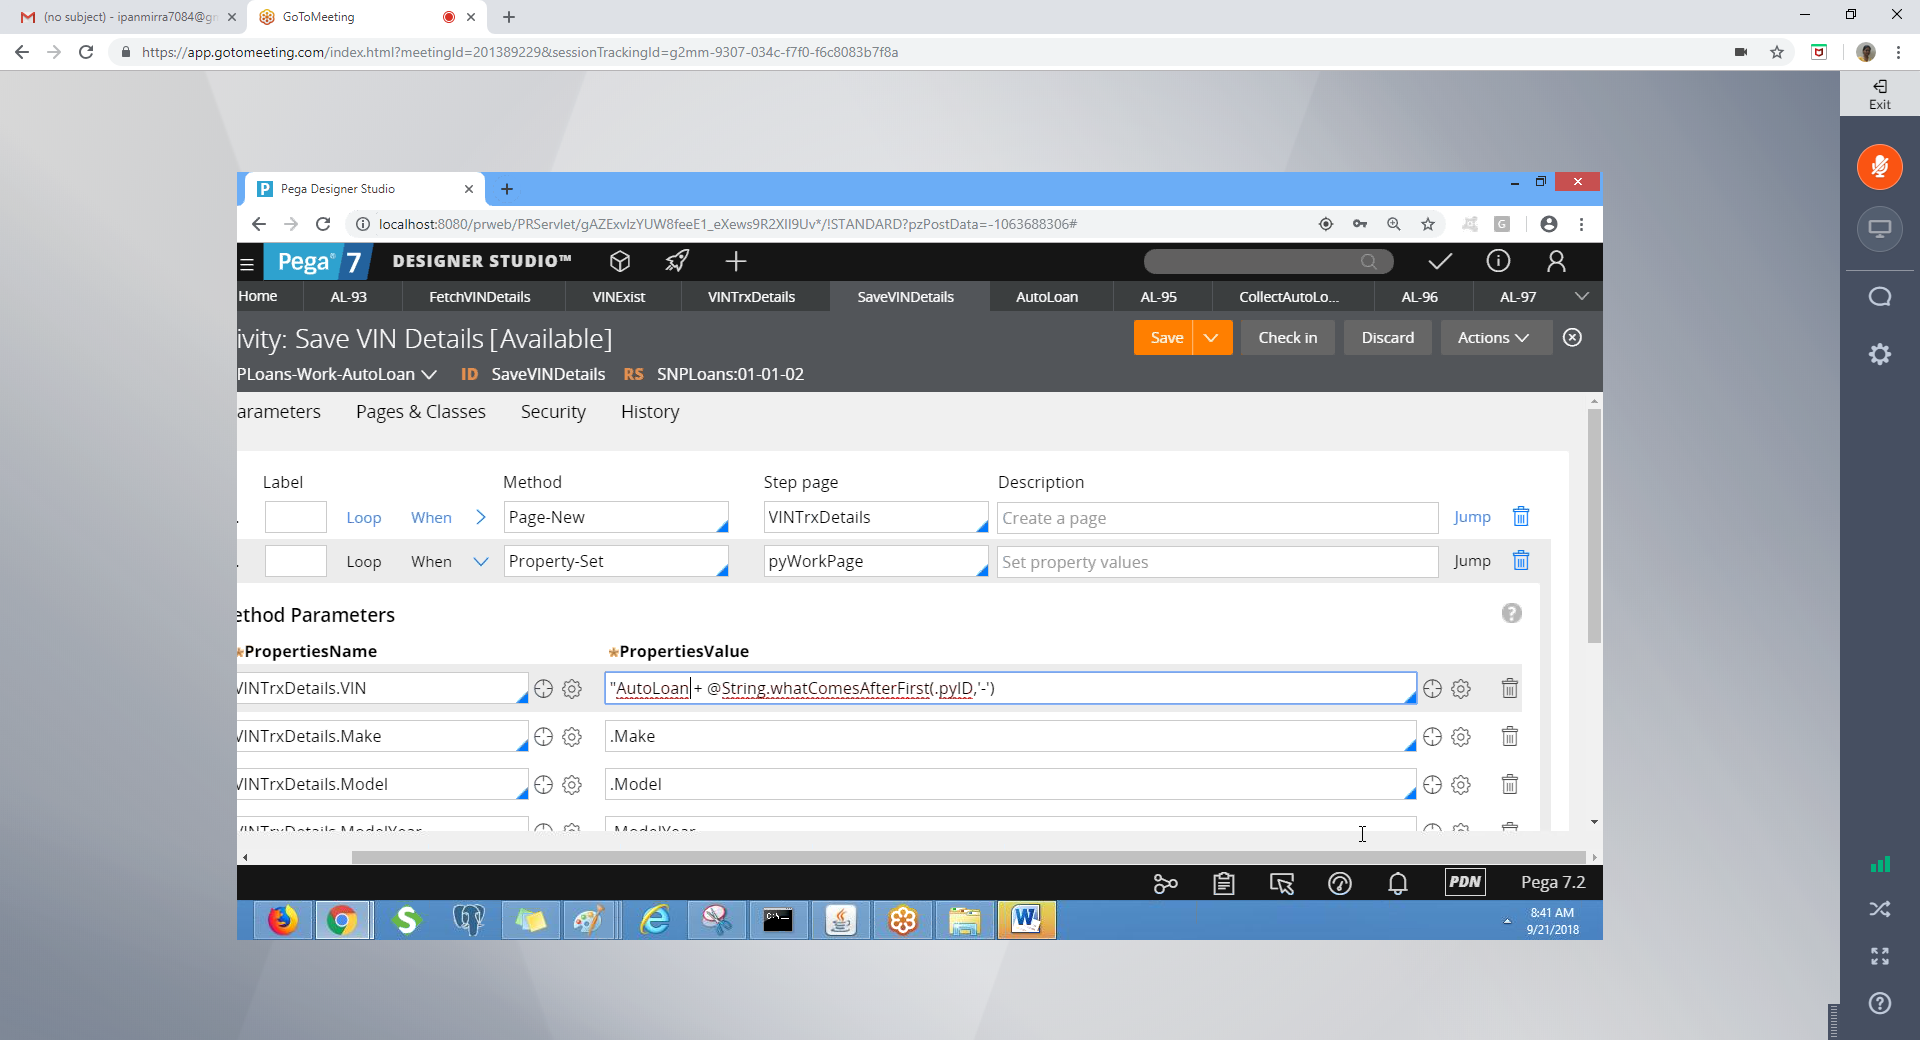 (no subject) - ipanmirra7084@gm
GoToMeeting
https://app.gotomeeting.com/index.html?meetingId=201389229&sessionTrackingId=g2mm-9307-034c-f7f0-f6c8083b7f8a
Exit
Pega Designer Studio
localhost:8080/prweb/PRServlet/gAZExvlzYUW8feeE1_eXews9R2XII9Uv*/!STANDARD?pzPostData=-1063688306#
Pega 7 DESIGNER STUDIO™
Home AL-93 FetchVINDetails VINExist VINTrxDetails SaveVINDetails AutoLoan AL-95 CollectAutoLo... AL-96 AL-97
ivity: Save VIN Details [Available]
Save Check in Discard Actions
PLoans-Work-AutoLoan ID SaveVINDetails RS SNPLoans:01-01-02
arameters Pages & Classes Security History
Label Method Step page Description
Loop When Page-New VINTrxDetails Create a page Jump
Loop When Property-Set pyWorkPage Set property values Jump
ethod Parameters
*PropertiesName *PropertiesValue
VINTrxDetails.VIN "AutoLoan + @String.whatComesAfterFirst(.pyID,'-')
VINTrxDetails.Make .Make
VINTrxDetails.Model .Model
VINTrxDetails.ModelYear .ModelYear
PDN Pega 7.2
8:41 AM
9/21/2018